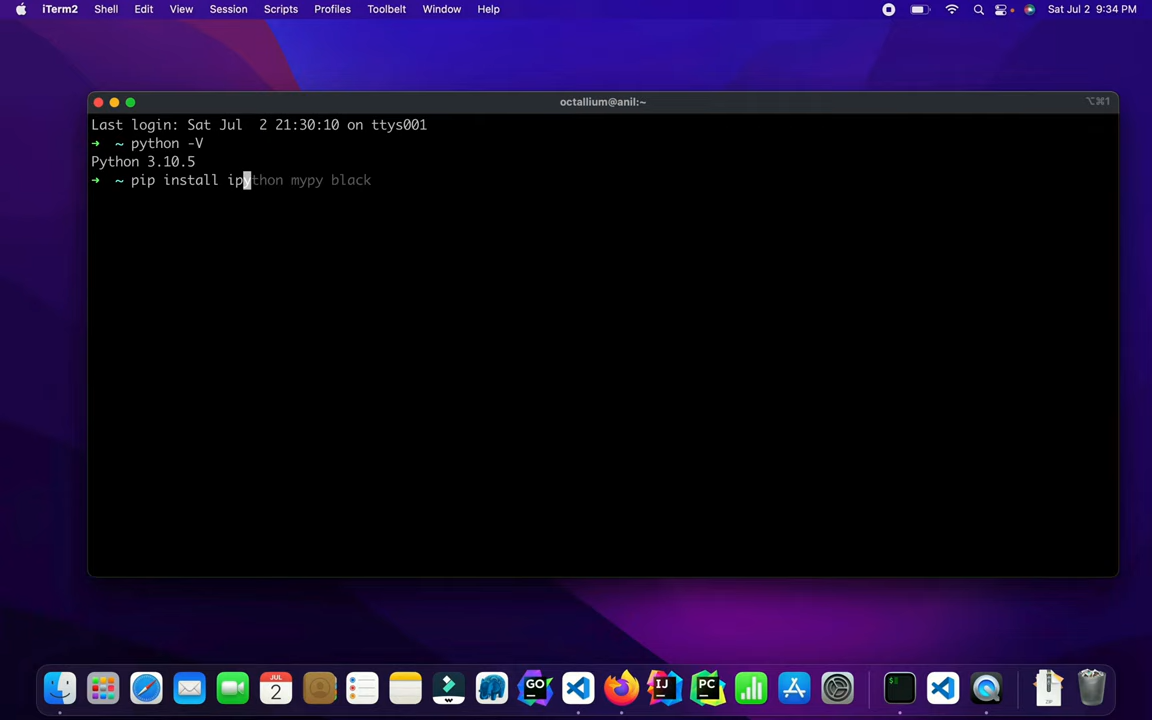 iTerm2 Shell Edit View Session Scripts Profiles Toolbelt Window Help Sat Jul 2 9:34 PM
octallium@anil:~ ⌥⌘1
Last login: Sat Jul  2 21:30:10 on ttys001
➜  ~ python -V
Python 3.10.5
➜  ~ pip install ipython mypy black
JUL
2
GO
IJ
PC
$
ZIP